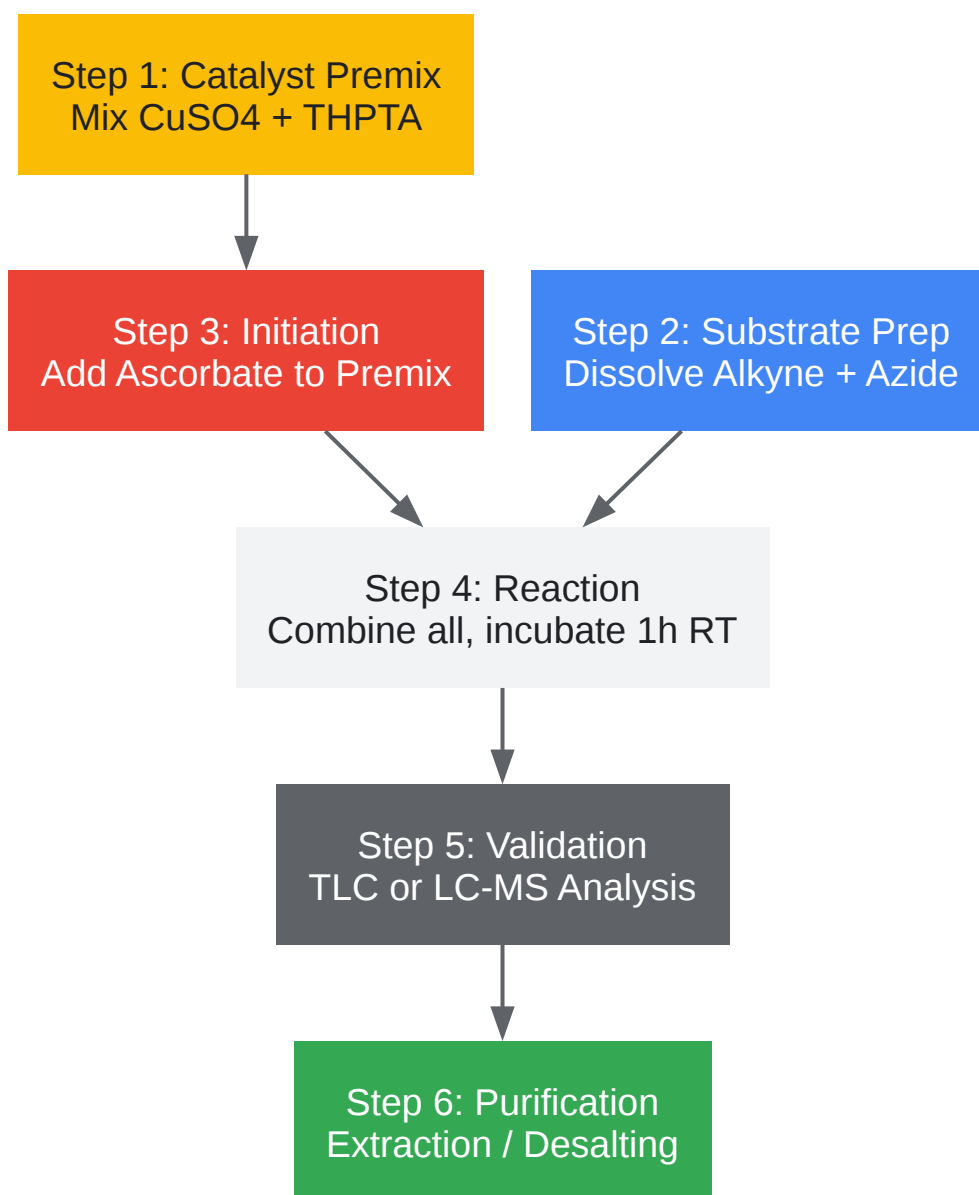 Step 1: Catalyst Premix
Mix CuSO4 + THPTA
Step 3: Initiation
Add Ascorbate to Premix
Step 2: Substrate Prep
Dissolve Alkyne + Azide
Step 4: Reaction
Combine all, incubate 1h RT
Step 5: Validation
TLC or LC-MS Analysis
Step 6: Purification
Extraction / Desalting